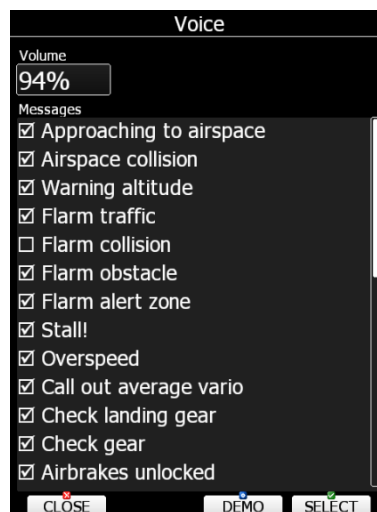 Voice
Volume
94%
Messages
Approaching to airspace
Airspace collision
Warning altitude
Flarm traffic
Flarm collision
Flarm obstacle
Flarm alert zone
Stall!
Overspeed
Call out average vario
Check landing gear
Check gear
Airbrakes unlocked
CLOSE DEMO SELECT